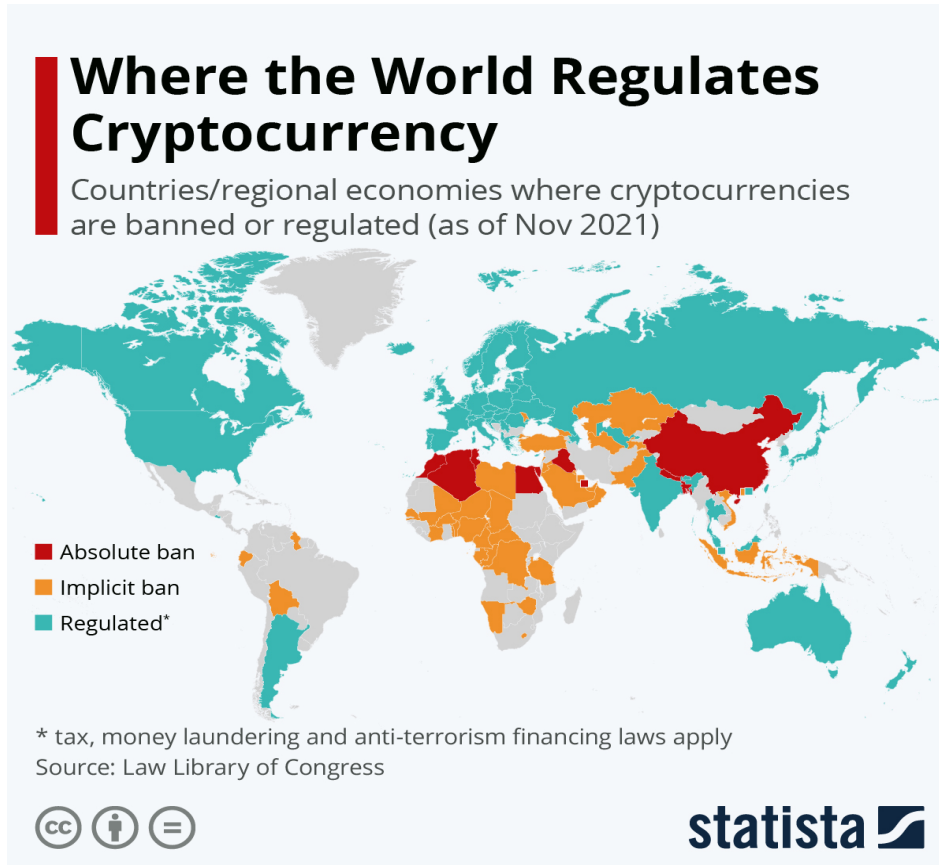 Where the World Regulates
Cryptocurrency
Countries/regional economies where cryptocurrencies
are banned or regulated (as of Nov 2021)
Absolute ban
Implicit ban
Regulated*
* tax, money laundering and anti-terrorism financing laws apply
Source: Law Library of Congress
cc
statista